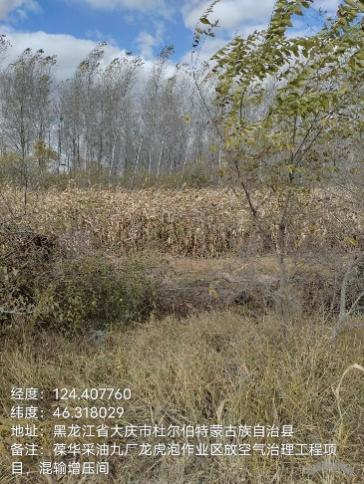 经度：124.407760
纬度：46.318029
地址：黑龙江省大庆市杜尔伯特蒙古族自治县
备注：葆华采油九厂龙虎泡作业区放空气治理工程项
目，混输增压间